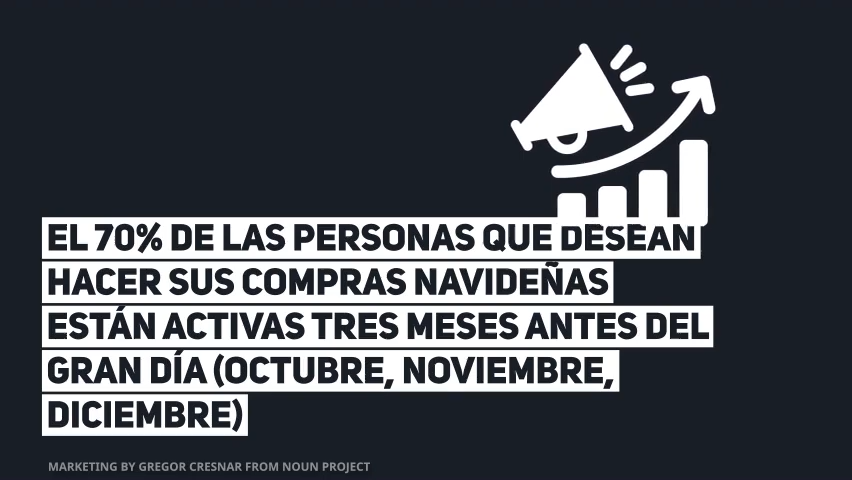 EL 70% DE LAS PERSONAS QUE DESEAN
HACER SUS COMPRAS NAVIDEÑAS
ESTÁN ACTIVAS TRES MESES ANTES DEL
GRAN DÍA (OCTUBRE, NOVIEMBRE,
DICIEMBRE)
MARKETING BY GREGOR CRESNAR FROM NOUN PROJECT